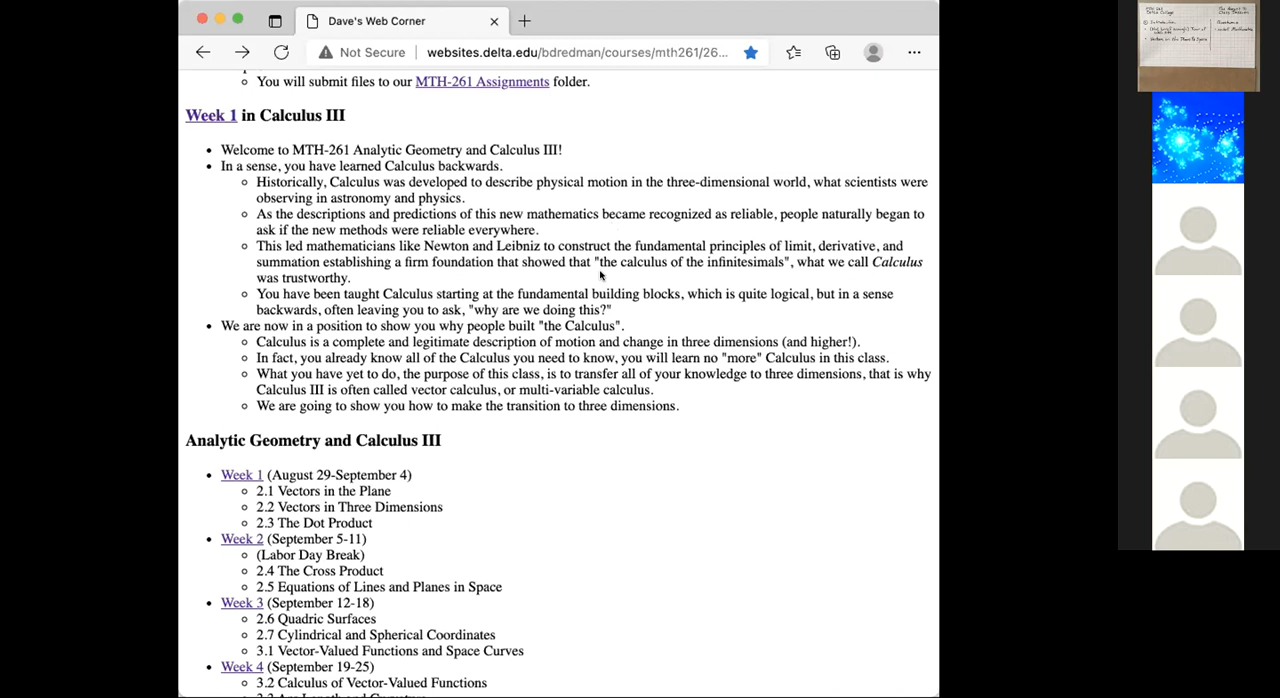 Dave's Web Corner
Not Secure | websites.delta.edu/bdredman/courses/mth261/26...
You will submit files to our MTH-261 Assignments folder.
Week 1 in Calculus III
Welcome to MTH-261 Analytic Geometry and Calculus III!
In a sense, you have learned Calculus backwards.
Historically, Calculus was developed to describe physical motion in the three-dimensional world, what scientists were
observing in astronomy and physics.
As the descriptions and predictions of this new mathematics became recognized as reliable, people naturally began to
ask if the new methods were reliable everywhere.
This led mathematicians like Newton and Leibniz to construct the fundamental principles of limit, derivative, and
summation establishing a firm foundation that showed that "the calculus of the infinitesimals", what we call Calculus
was trustworthy.
You have been taught Calculus starting at the fundamental building blocks, which is quite logical, but in a sense
backwards, often leaving you to ask, "why are we doing this?"
We are now in a position to show you why people built "the Calculus".
Calculus is a complete and legitimate description of motion and change in three dimensions (and higher!).
In fact, you already know all of the Calculus you need to know, you will learn no "more" Calculus in this class.
What you have yet to do, the purpose of this class, is to transfer all of your knowledge to three dimensions, that is why
Calculus III is often called vector calculus, or multi-variable calculus.
We are going to show you how to make the transition to three dimensions.
Analytic Geometry and Calculus III
Week 1 (August 29-September 4)
2.1 Vectors in the Plane
2.2 Vectors in Three Dimensions
2.3 The Dot Product
Week 2 (September 5-11)
(Labor Day Break)
2.4 The Cross Product
2.5 Equations of Lines and Planes in Space
Week 3 (September 12-18)
2.6 Quadric Surfaces
2.7 Cylindrical and Spherical Coordinates
3.1 Vector-Valued Functions and Space Curves
Week 4 (September 19-25)
3.2 Calculus of Vector-Valued Functions